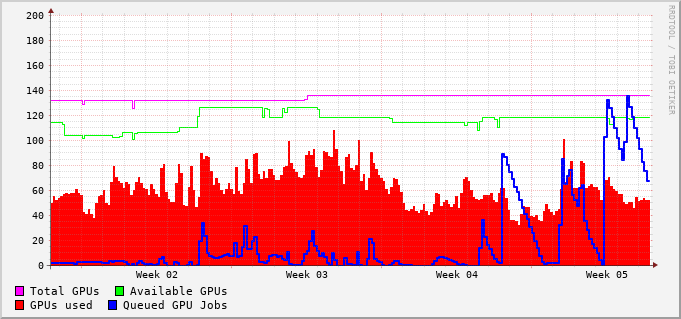 200
180
160
140
120
100
80
60
40
20
0
Week 02 Week 03 Week 04 Week 05
Total GPUs Available GPUs
GPUs used Queued GPU Jobs
RRDTOOL / TOBI OETIKER